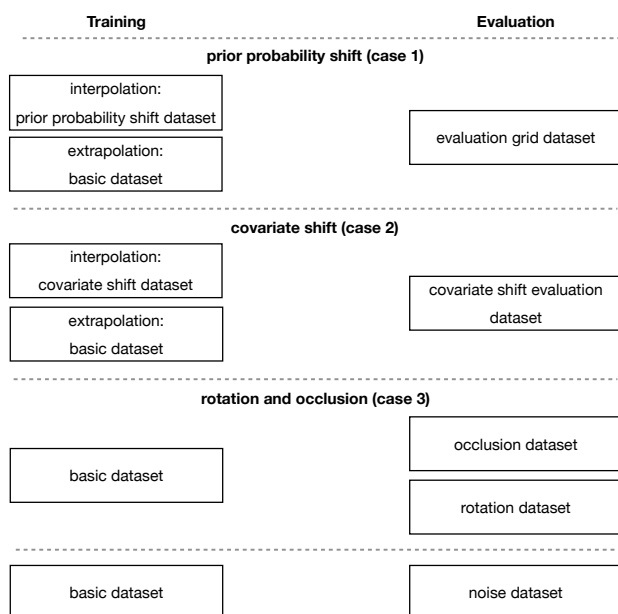 Training
Evaluation
prior probability shift (case 1)
interpolation:
prior probability shift dataset
extrapolation:
basic dataset
evaluation grid dataset
covariate shift (case 2)
interpolation:
covariate shift dataset
extrapolation:
basic dataset
covariate shift evaluation
dataset
rotation and occlusion (case 3)
basic dataset
occlusion dataset
rotation dataset
basic dataset
noise dataset